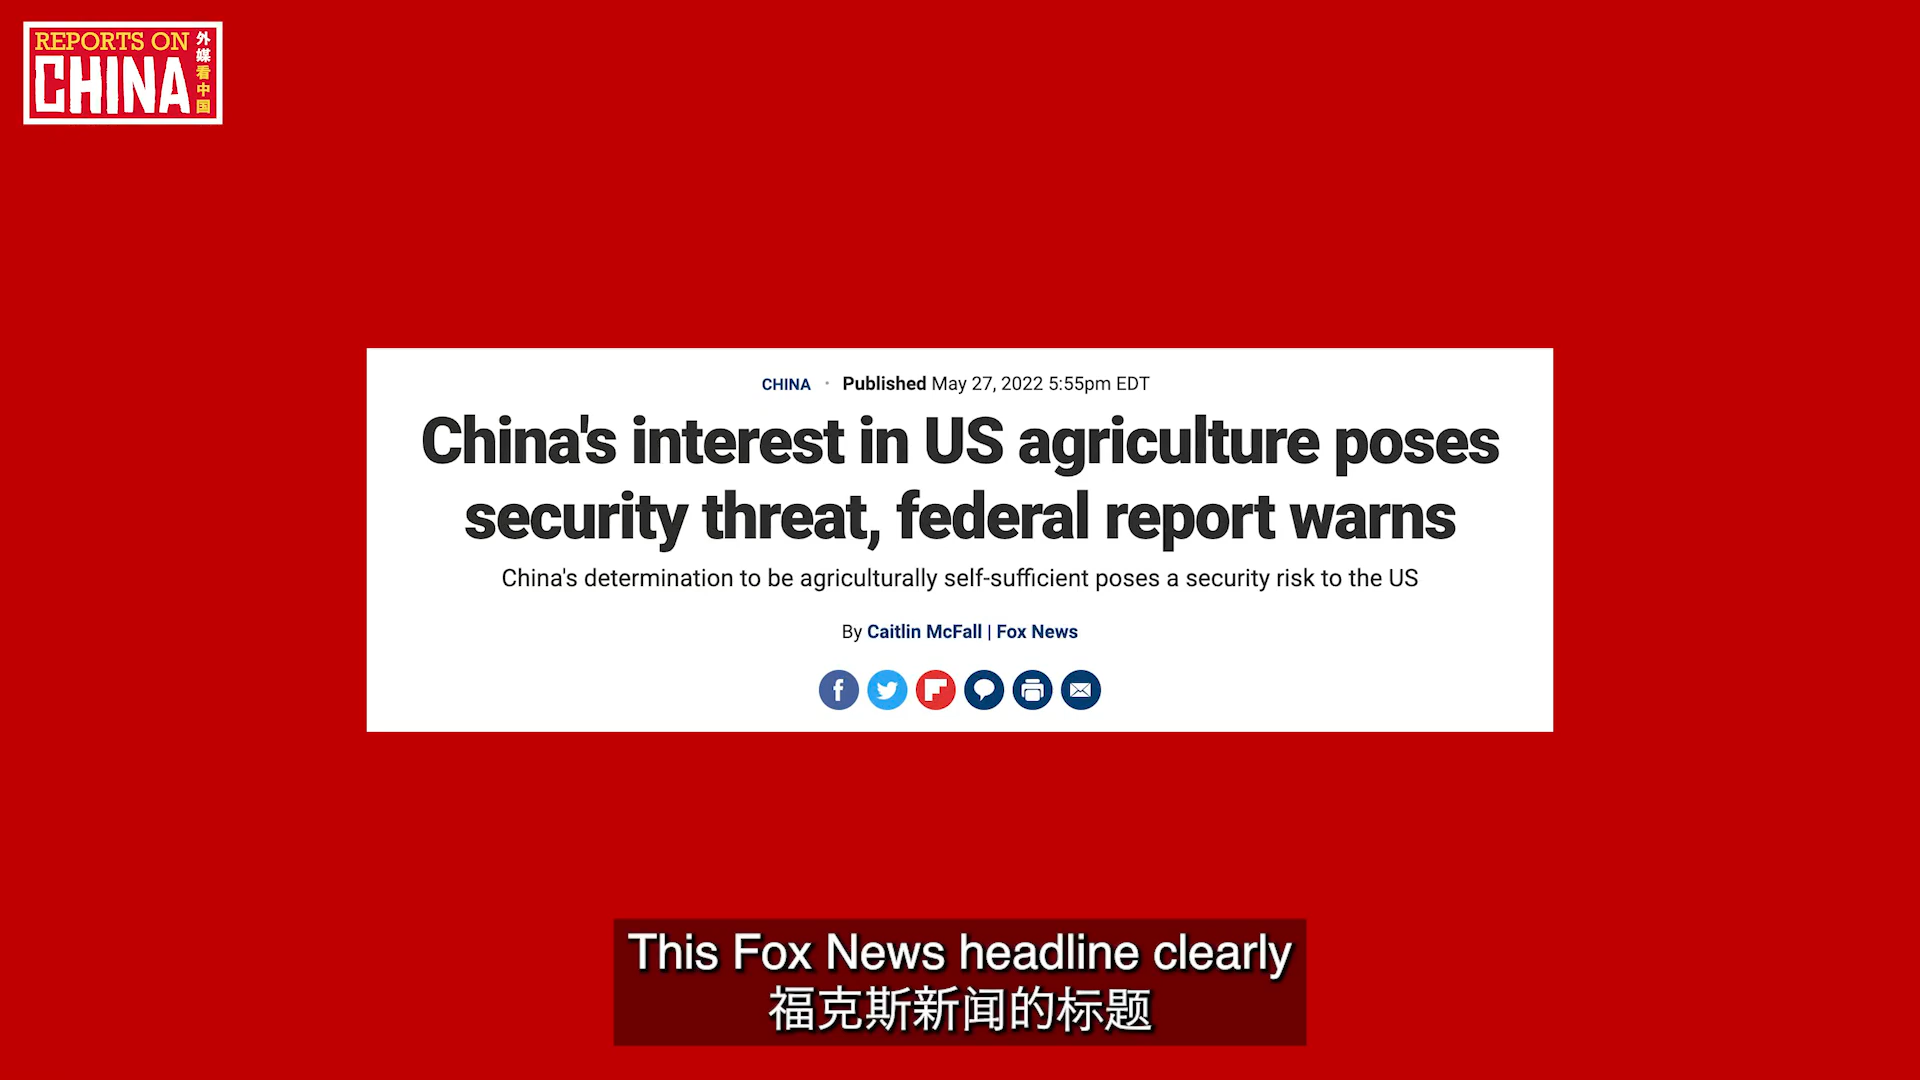 REPORTS ON
CHINA
外媒看中国
CHINA • Published May 27, 2022 5:55pm EDT
China's interest in US agriculture poses
security threat, federal report warns
China's determination to be agriculturally self-sufficient poses a security risk to the US
By Caitlin McFall | Fox News
This Fox News headline clearly
福克斯新闻的标题